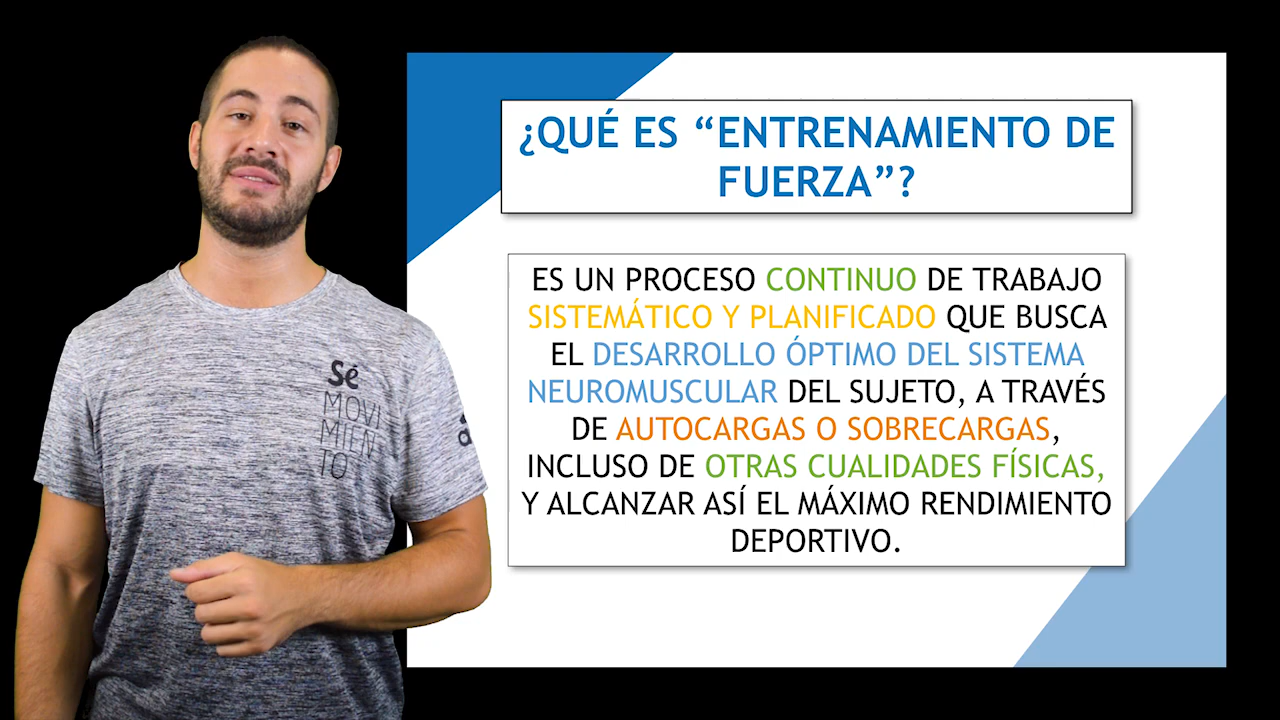 ¿QUÉ ES “ENTRENAMIENTO DE
FUERZA”?
ES UN PROCESO CONTINUO DE TRABAJO
SISTEMÁTICO Y PLANIFICADO QUE BUSCA
EL DESARROLLO ÓPTIMO DEL SISTEMA
NEUROMUSCULAR DEL SUJETO, A TRAVÉS
DE AUTOCARGAS O SOBRECARGAS,
INCLUSO DE OTRAS CUALIDADES FÍSICAS,
Y ALCANZAR ASÍ EL MÁXIMO RENDIMIENTO
DEPORTIVO.
Sé
MOVI
MIEN
TO